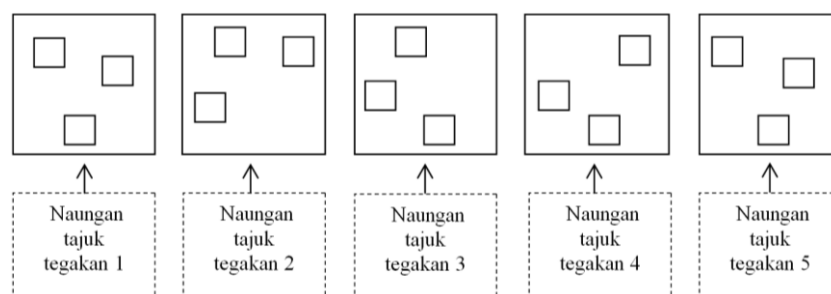 Naungan
tajuk
tegakan 1
Naungan
tajuk
tegakan 2
Naungan
tajuk
tegakan 3
Naungan
tajuk
tegakan 4
Naungan
tajuk
tegakan 5